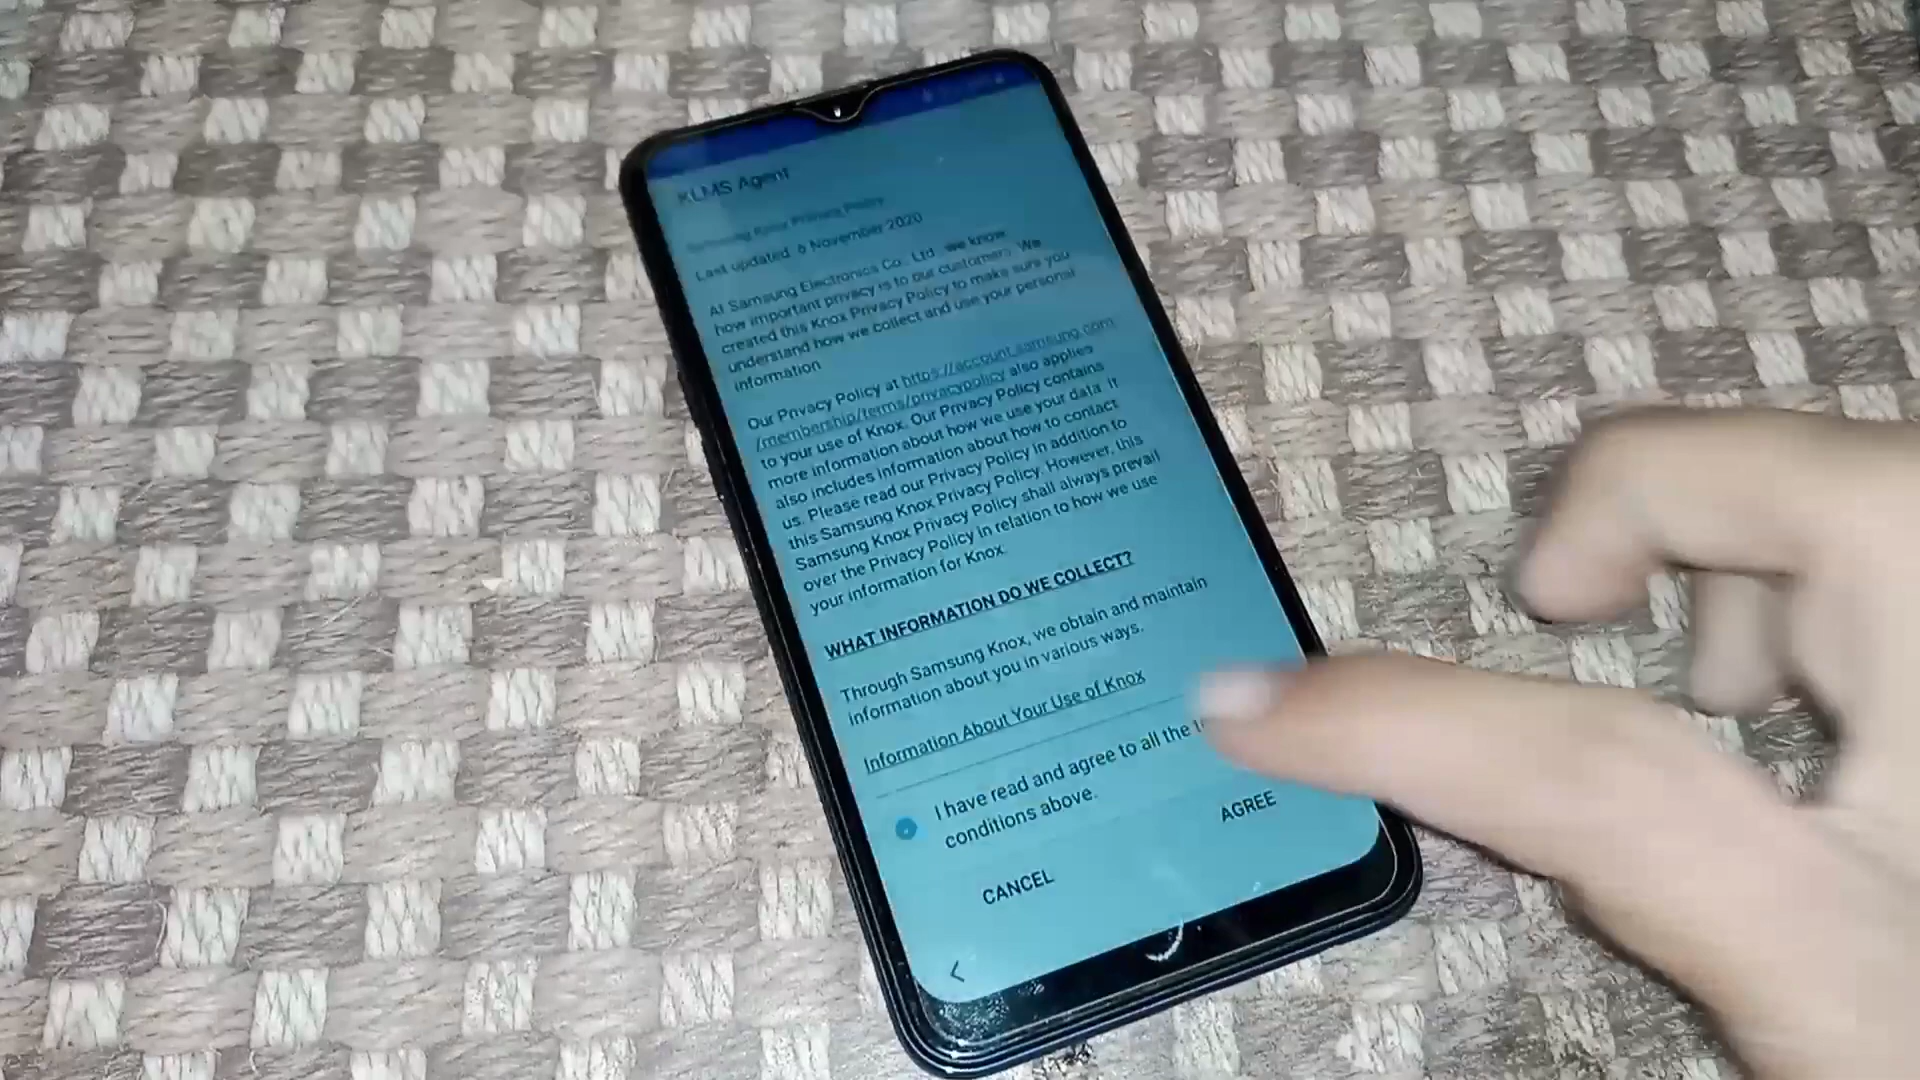 KLMS Agent
Samsung Knox Privacy Policy
Last updated: 6 November 2020
At Samsung Electronics Co., Ltd., we know
how important privacy is to our customers. We
created this Knox Privacy Policy to make sure you
understand how we collect and use your personal
information
Our Privacy Policy at https://account.samsung.com
/membership/terms/privacypolicy also applies
to your use of Knox. Our Privacy Policy contains
more information about how we use your data. It
also includes information about how to contact
us. Please read our Privacy Policy in addition to
this Samsung Knox Privacy Policy. However, this
Samsung Knox Privacy Policy shall always prevail
over the Privacy Policy in relation to how we use
your information for Knox.
WHAT INFORMATION DO WE COLLECT?
Through Samsung Knox, we obtain and maintain
information about you in various ways.
Information About Your Use of Knox
I have read and agree to all the
conditions above.
CANCEL
AGREE